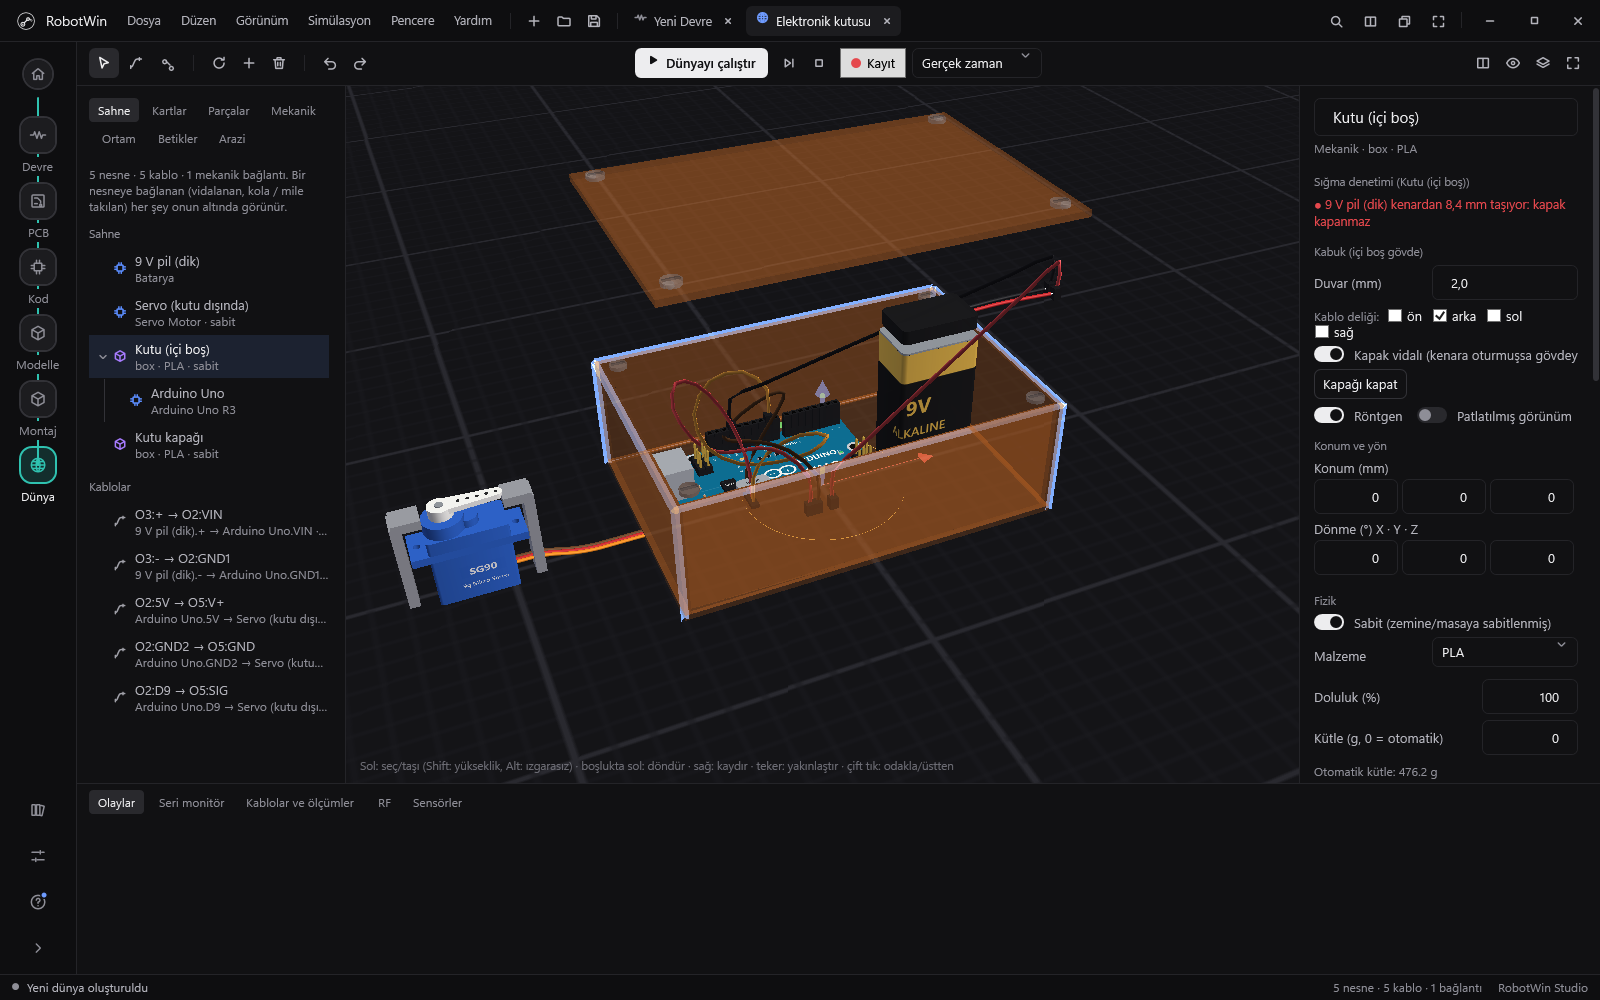 RobotWin Dosya Düzen Görünüm Simülasyon Pencere Yardım
Yeni Devre × Elektronik kutusu ×
Dünyayı çalıştır Kayıt Gerçek zaman
Devre
PCB
Kod
Modelle
Montaj
Dünya
Sahne Kartlar Parçalar Mekanik
Ortam Betikler Arazi
5 nesne · 5 kablo · 1 mekanik bağlantı. Bir
nesneye bağlanan (vidalanan, kola / mile
takılan) her şey onun altında görünür.
Sahne
9 V pil (dik)
Batarya
Servo (kutu dışında)
Servo Motor · sabit
Kutu (içi boş)
box · PLA · sabit
Arduino Uno
Arduino Uno R3
Kutu kapağı
box · PLA · sabit
Kablolar
O3:+ → O2:VIN
9 V pil (dik).+ → Arduino Uno.VIN ·...
O3:- → O2:GND1
9 V pil (dik).- → Arduino Uno.GND1...
O2:5V → O5:V+
Arduino Uno.5V → Servo (kutu dışı...
O2:GND2 → O5:GND
Arduino Uno.GND2 → Servo (kutu...
O2:D9 → O5:SIG
Arduino Uno.D9 → Servo (kutu dışı...
9V
ALKALINE
SG90
Sol: seç/taşı (Shift: yükseklik, Alt: ızgarasız) · boşlukta sol: döndür · sağ: kaydır · teker: yakınlaştır · çift tık: odakla/üstten
Kutu (içi boş)
Mekanik · box · PLA
Sığma denetimi (Kutu (içi boş))
● 9 V pil (dik) kenardan 8,4 mm taşıyor: kapak
kapanmaz
Kabuk (içi boş gövde)
Duvar (mm) 2,0
Kablo deliği: ön arka sol
sağ
Kapak vidalı (kenara oturmuşsa gövdey
Kapağı kapat
Röntgen Patlatılmış görünüm
Konum ve yön
Konum (mm)
0 0 0
Dönme (°) X · Y · Z
0 0 0
Fizik
Sabit (zemine/masaya sabitlenmiş)
Malzeme PLA
Doluluk (%) 100
Kütle (g, 0 = otomatik) 0
Otomatik kütle: 476.2 g
Olaylar Seri monitör Kablolar ve ölçümler RF Sensörler
Yeni dünya oluşturuldu
5 nesne · 5 kablo · 1 bağlantı RobotWin Studio